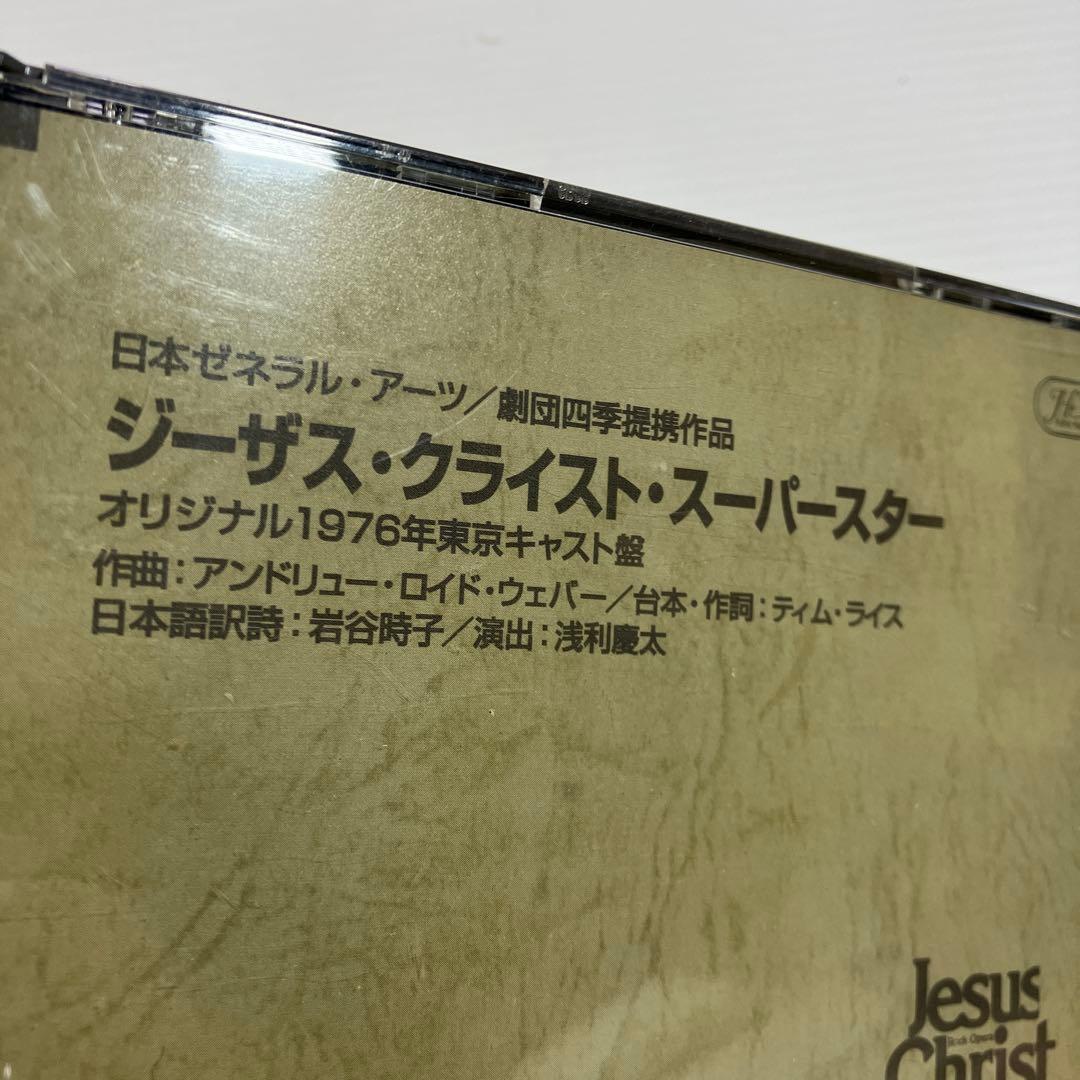 日本ゼネラル・アーツ／劇団四季提携作品
ジーザス・クライスト・スーパースター
オリジナル1976年東京キャスト盤
作曲：アンドリュー・ロイド・ウェバー／台本・作詞：ティム・ライス
日本語訳詩：岩谷時子／演出：浅利慶太
Jesus
Rock Opera
Christ